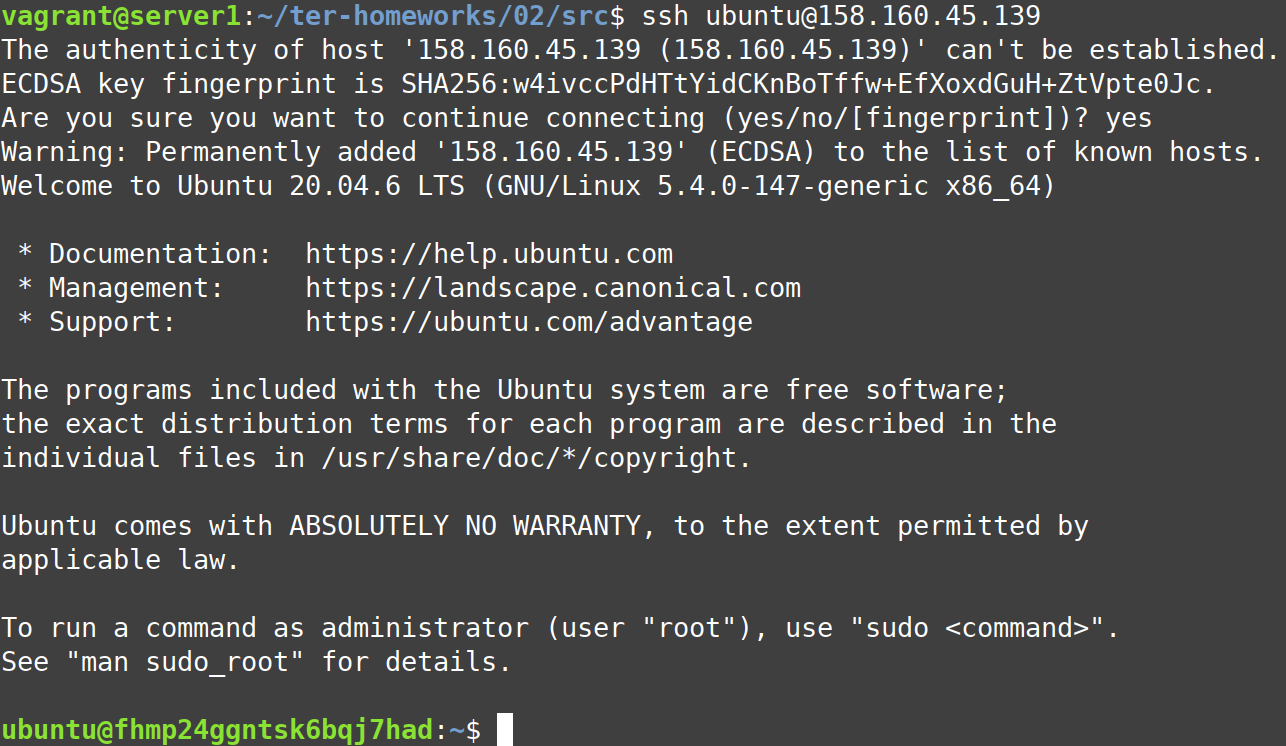 vagrant@server1:~/ter-homeworks/02/src$ ssh ubuntu@158.160.45.139
The authenticity of host '158.160.45.139 (158.160.45.139)' can't be established.
ECDSA key fingerprint is SHA256:w4ivccPdHTtYidCKnBoTffw+EfXoxdGuH+ZtVpte0Jc.
Are you sure you want to continue connecting (yes/no/[fingerprint])? yes
Warning: Permanently added '158.160.45.139' (ECDSA) to the list of known hosts.
Welcome to Ubuntu 20.04.6 LTS (GNU/Linux 5.4.0-147-generic x86_64)

 * Documentation:  https://help.ubuntu.com
 * Management:     https://landscape.canonical.com
 * Support:        https://ubuntu.com/advantage

The programs included with the Ubuntu system are free software;
the exact distribution terms for each program are described in the
individual files in /usr/share/doc/*/copyright.

Ubuntu comes with ABSOLUTELY NO WARRANTY, to the extent permitted by
applicable law.

To run a command as administrator (user "root"), use "sudo <command>".
See "man sudo_root" for details.

ubuntu@fhmp24ggntsk6bqj7had:~$